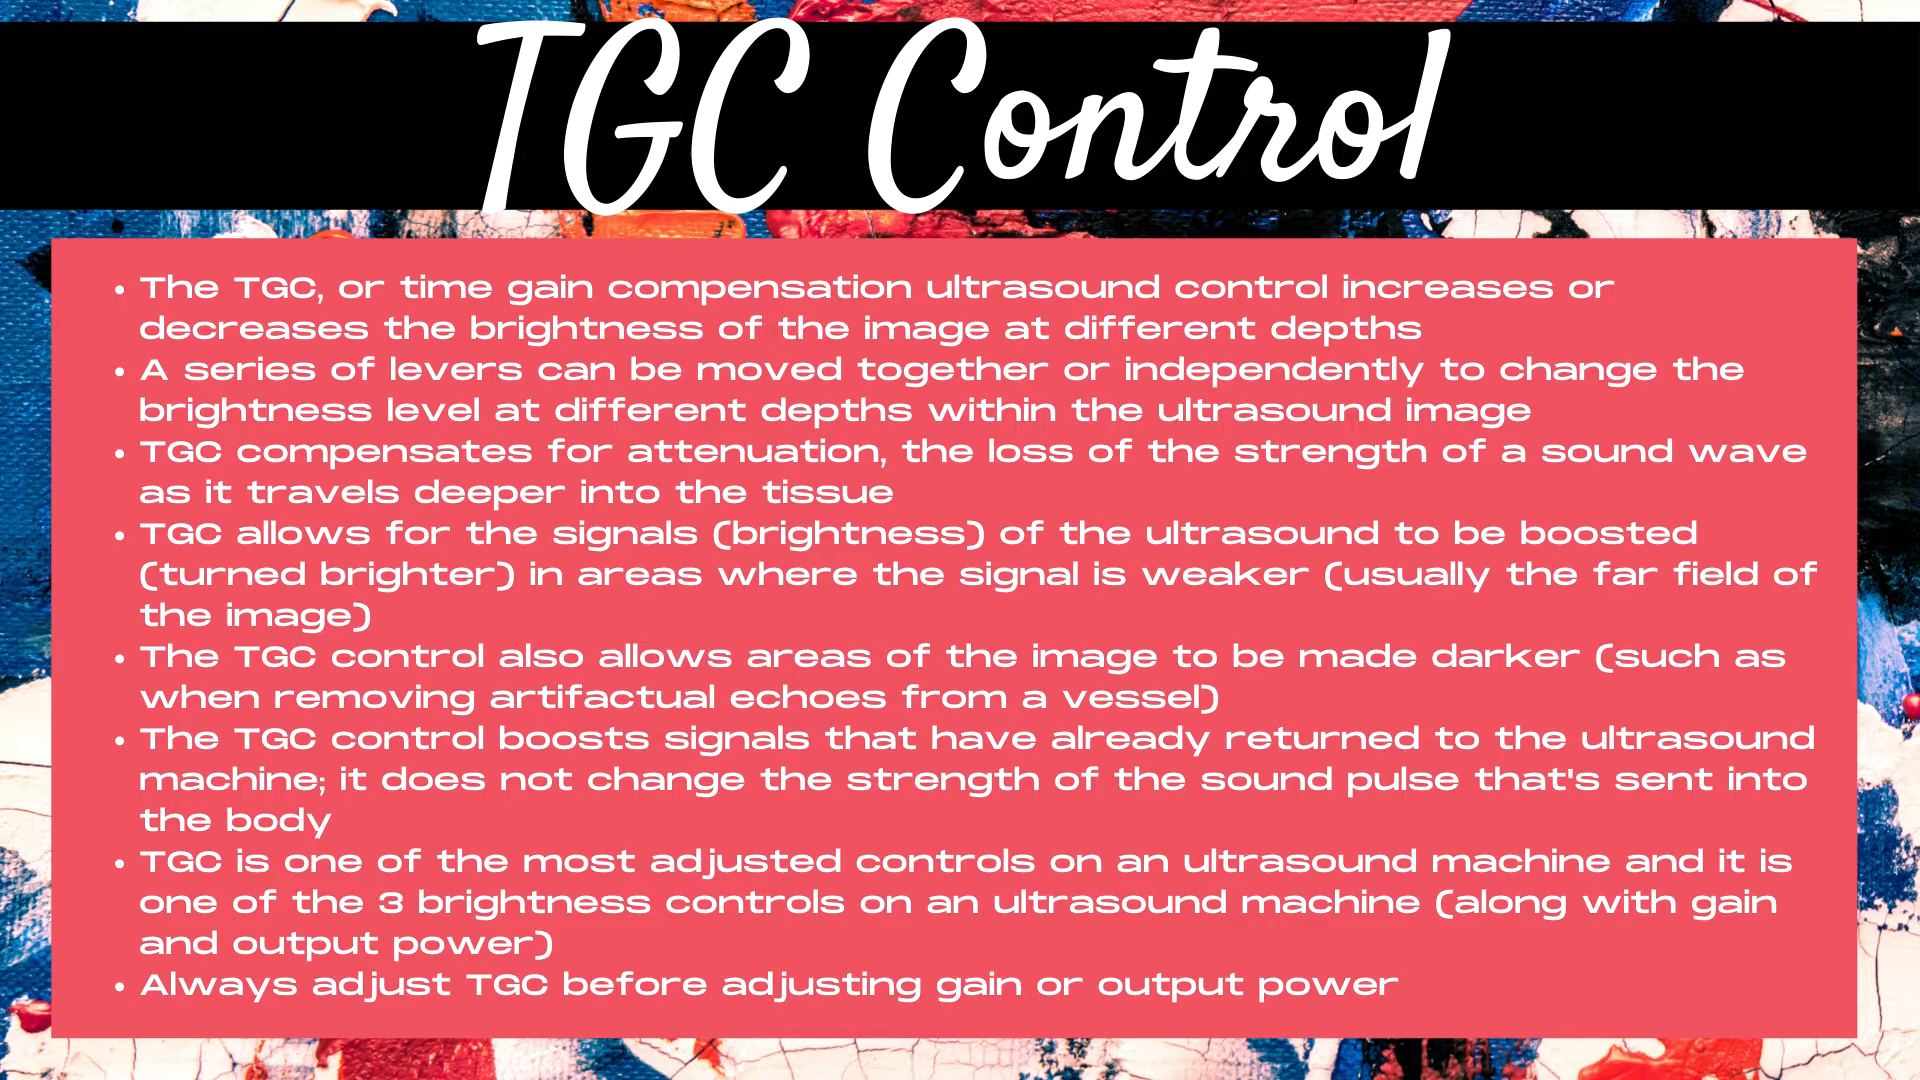 TGC Control
• The TGC, or time gain compensation ultrasound control increases or
decreases the brightness of the image at different depths
• A series of levers can be moved together or independently to change the
brightness level at different depths within the ultrasound image
• TGC compensates for attenuation, the loss of the strength of a sound wave
as it travels deeper into the tissue
• TGC allows for the signals (brightness) of the ultrasound to be boosted
(turned brighter) in areas where the signal is weaker (usually the far field of
the image)
• The TGC control also allows areas of the image to be made darker (such as
when removing artifactual echoes from a vessel)
• The TGC control boosts signals that have already returned to the ultrasound
machine; it does not change the strength of the sound pulse that's sent into
the body
• TGC is one of the most adjusted controls on an ultrasound machine and it is
one of the 3 brightness controls on an ultrasound machine (along with gain
and output power)
• Always adjust TGC before adjusting gain or output power